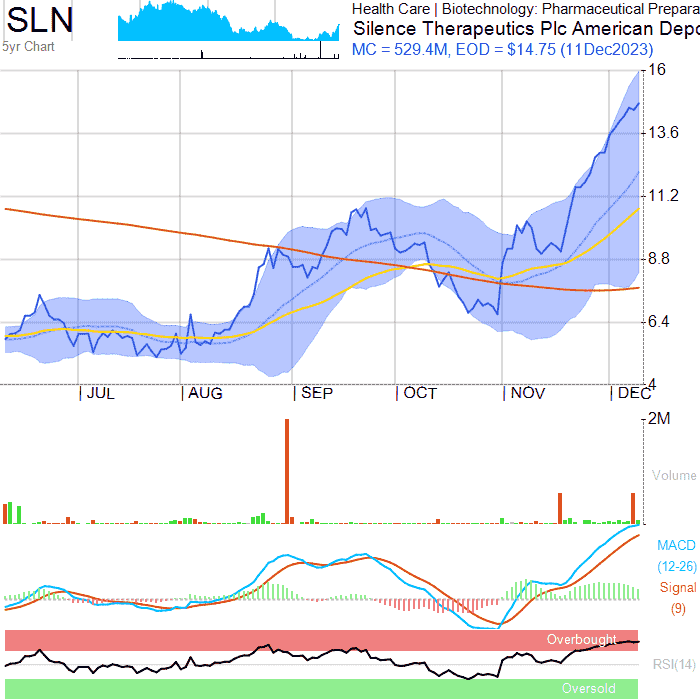 SLN
5yr Chart
Health Care | Biotechnology: Pharmaceutical Prepara
Silence Therapeutics Plc American Depo
MC = 529.4M, EOD = $14.75 (11Dec2023)
16
13.6
11.2
8.8
6.4
4
JUL
AUG
SEP
OCT
NOV
DEC
2M
Volume
MACD
(12-26)
Signal
(9)
Overbought
RSI(14)
Oversold